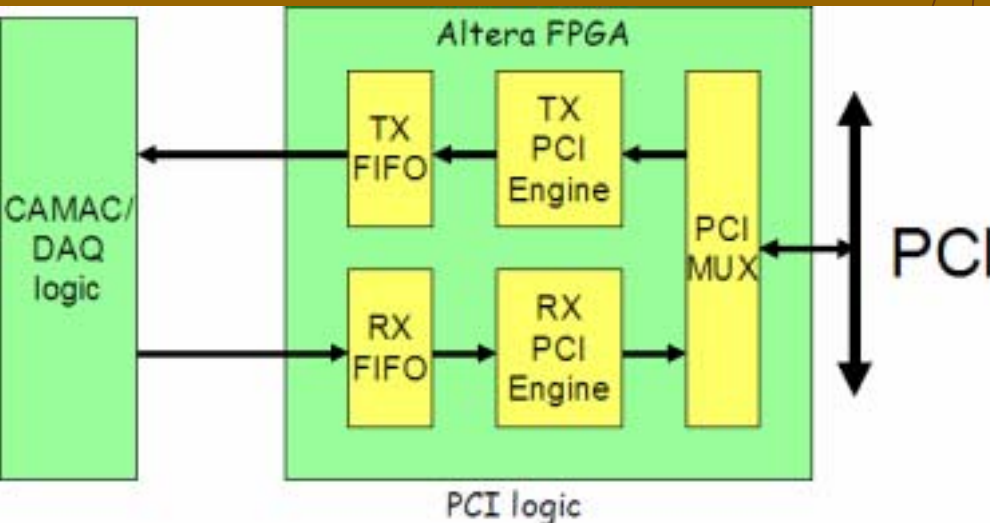 Altera FPGA
CAMAC/
DAQ
logic
TX
FIFO
TX
PCI
Engine
PCI
MUX
PCI
RX
FIFO
RX
PCI
Engine
PCI logic